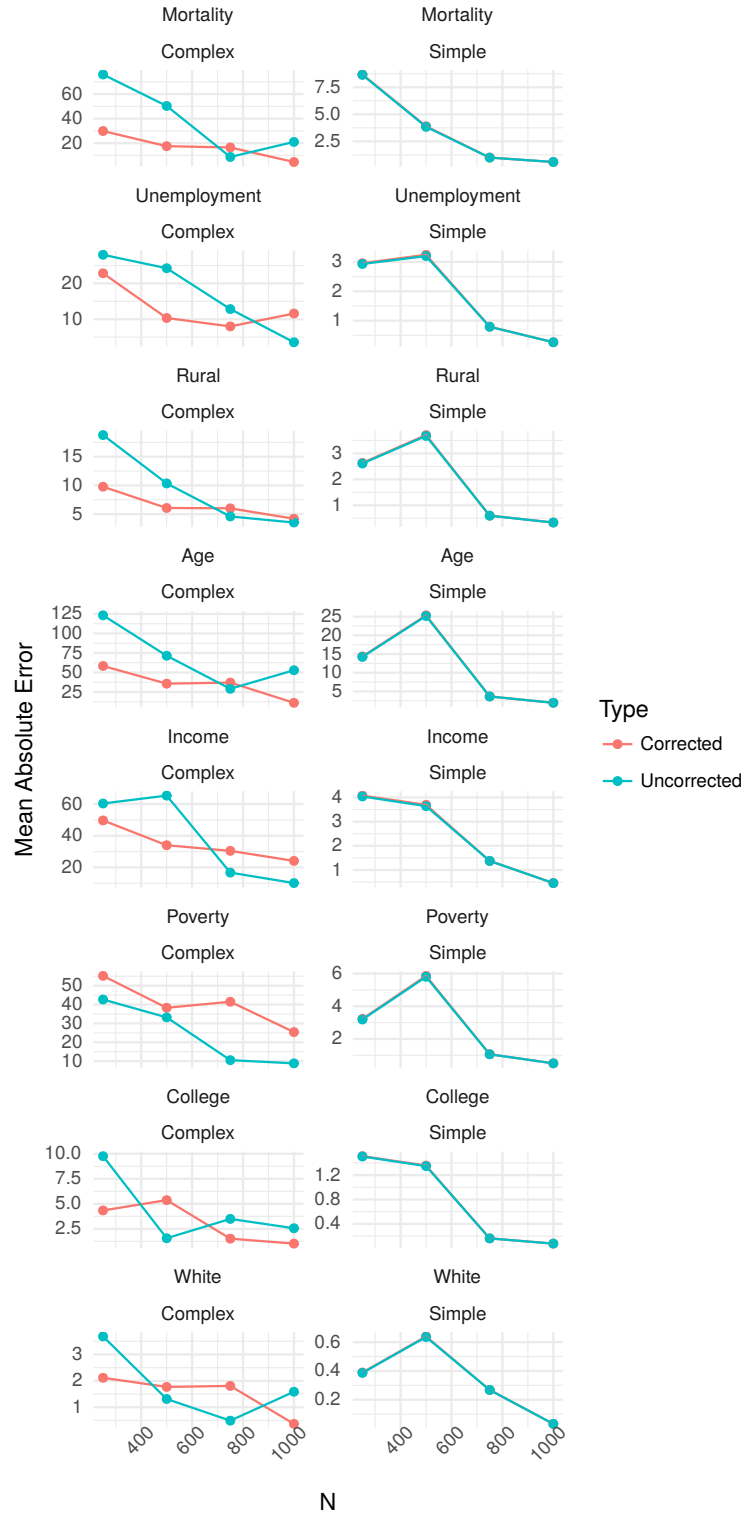 Mortality Mortality
Complex Simple
60
40
20
7.5
5.0
2.5
Unemployment Unemployment
Complex Simple
20
10
3
2
1
Rural Rural
Complex Simple
15
10
5
3
2
1
Age Age
Complex Simple
125
100
75
50
25
25
20
15
10
5
Income Income
Complex Simple
60
40
20
4
3
2
1
Poverty Poverty
Complex Simple
50
40
30
20
10
6
4
2
College College
Complex Simple
10.0
7.5
5.0
2.5
1.2
0.8
0.4
White White
Complex Simple
3
2
1
0.6
0.4
0.2
400 600 800 1000 400 600 800 1000
N
Mean Absolute Error
Type
Corrected
Uncorrected